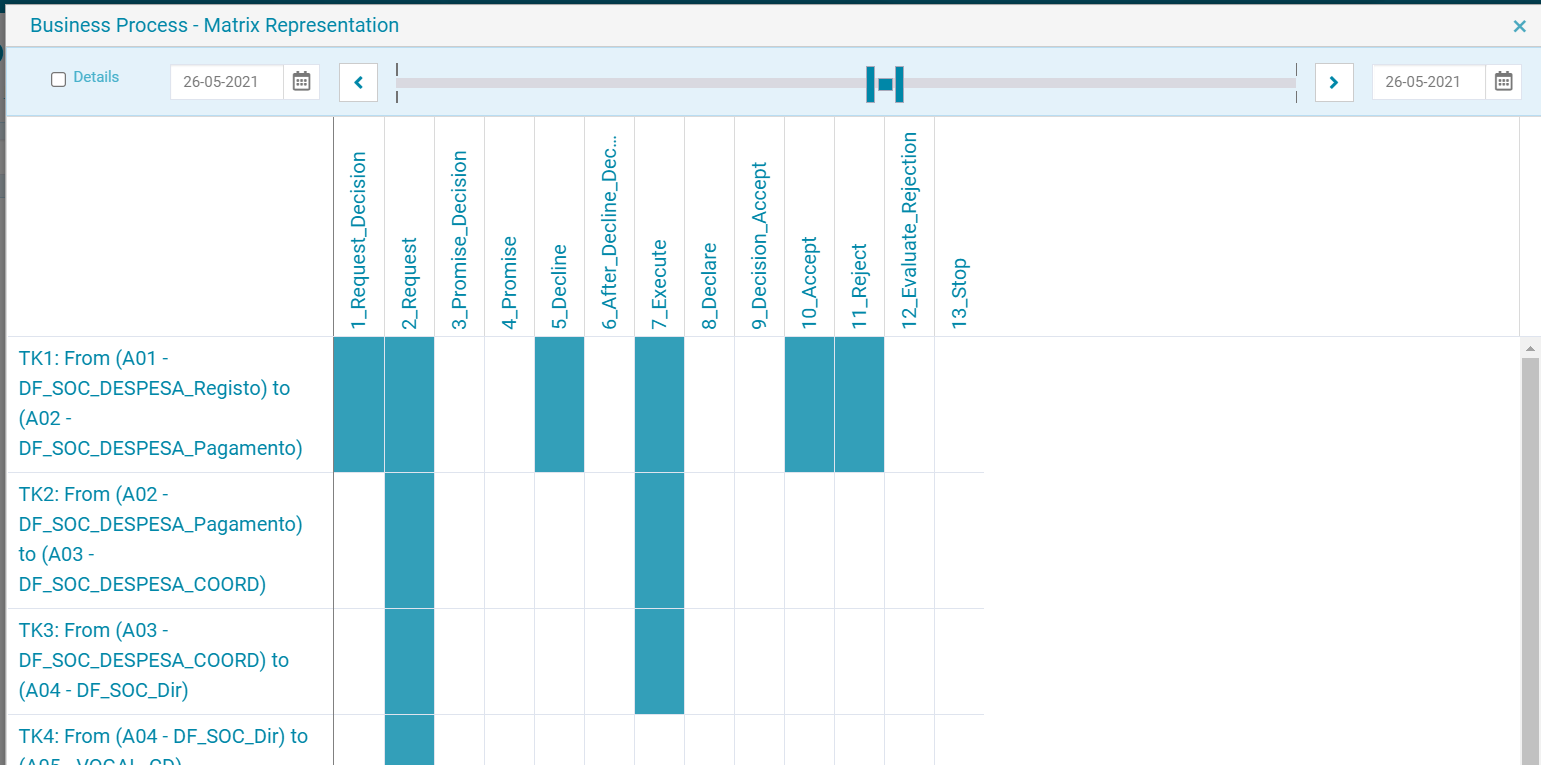 Business Process - Matrix Representation
Details
26-05-2021
26-05-2021
1_Request_Decision
2_Request
3_Promise_Decision
4_Promise
5_Decline
6_After_Decline_Dec...
7_Execute
8_Declare
9_Decision_Accept
10_Accept
11_Reject
12_Evaluate_Rejection
13_Stop
TK1: From (A01 -
DF_SOC_DESPESA_Registo) to
(A02 -
DF_SOC_DESPESA_Pagamento)
TK2: From (A02 -
DF_SOC_DESPESA_Pagamento)
to (A03 -
DF_SOC_DESPESA_COORD)
TK3: From (A03 -
DF_SOC_DESPESA_COORD) to
(A04 - DF_SOC_Dir)
TK4: From (A04 - DF_SOC_Dir) to
(A05 - VOGAL_CD)